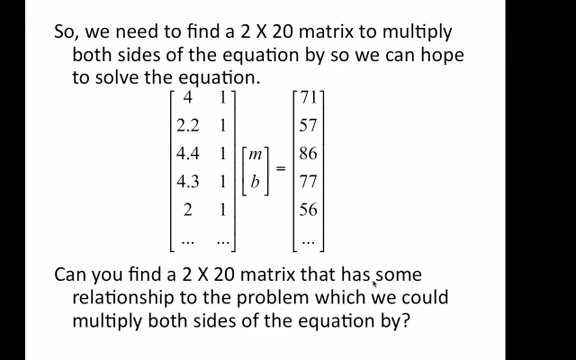 So, we need to find a 2 X 20 matrix to multiply
both sides of the equation by so we can hope
to solve the equation.
4 1 71
2.2 1 57
4.4 1 m 86
4.3 1 b = 77
2 1 56
... ... ...
Can you find a 2 X 20 matrix that has some
relationship to the problem which we could
multiply both sides of the equation by?